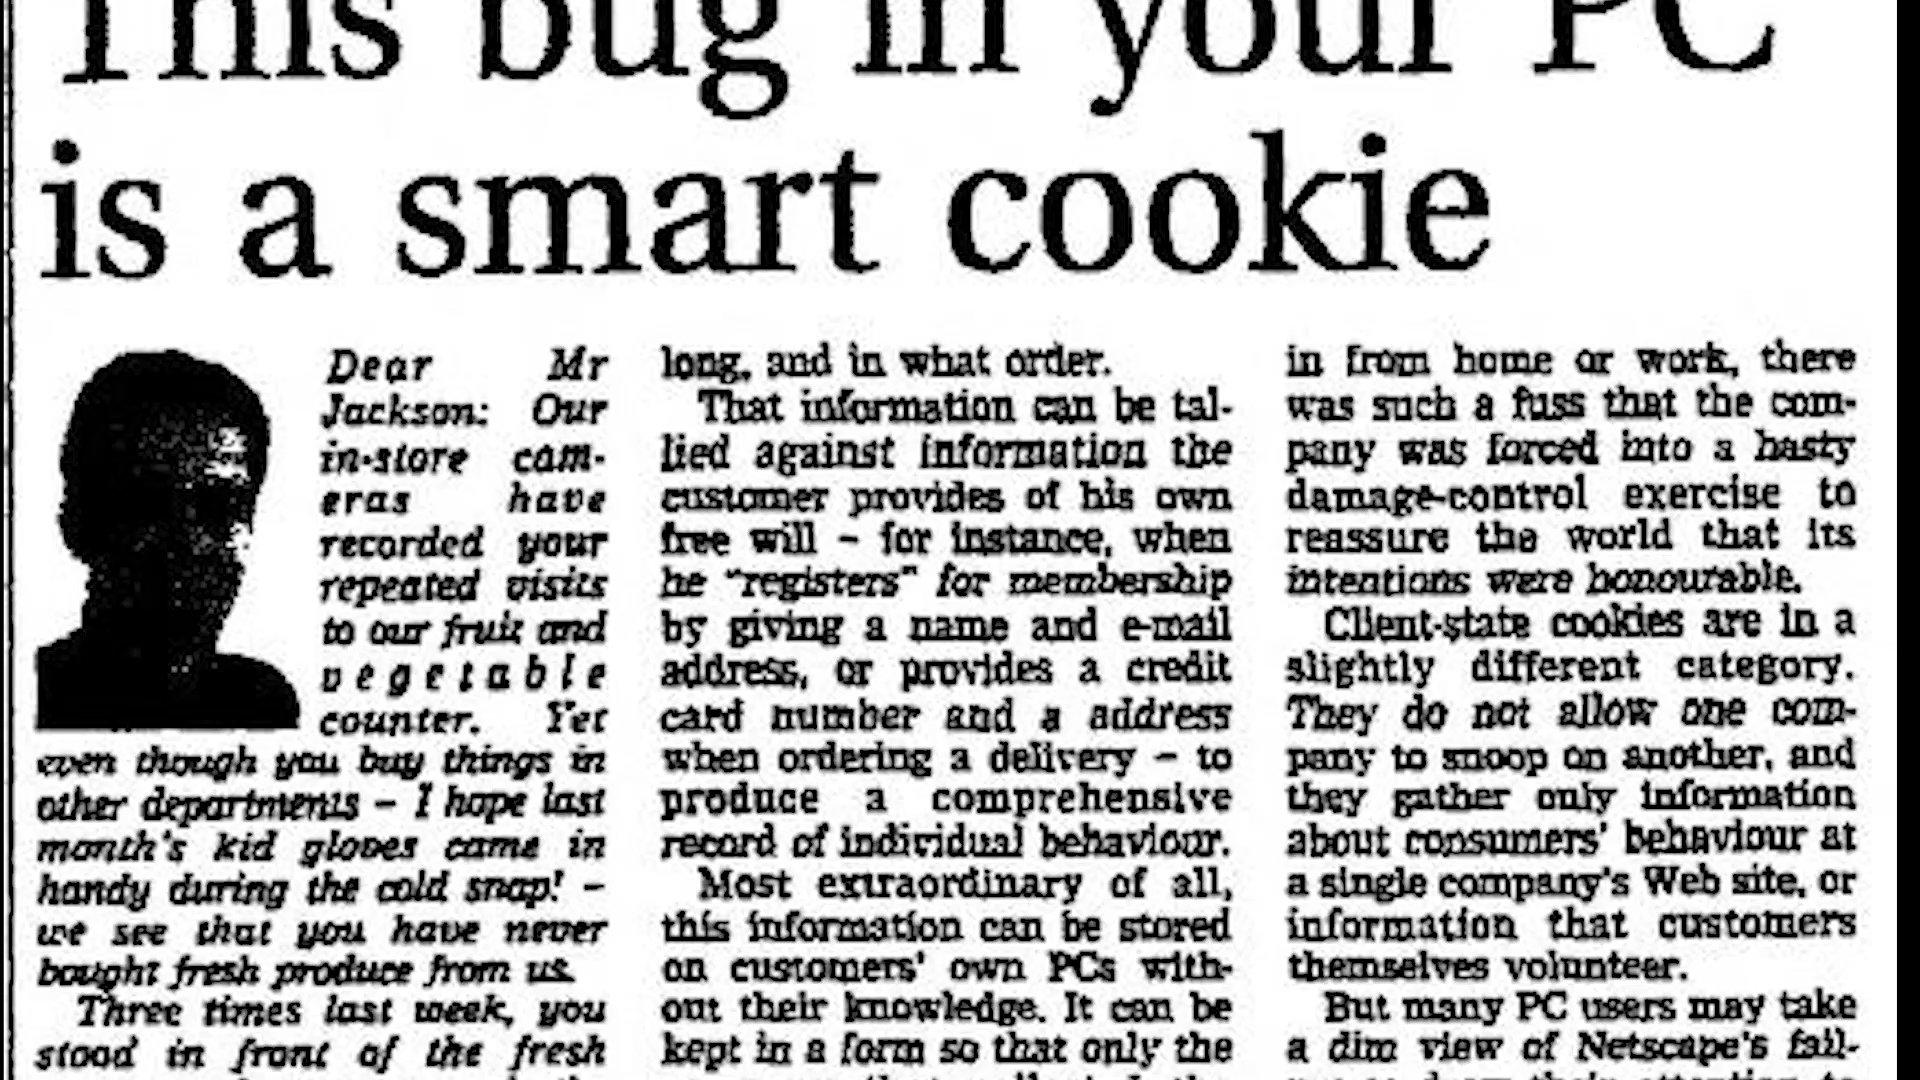 This bug in your PC
is a smart cookie
Dear Mr
Jackson: Our
in-store cam-
eras have
recorded your
repeated visits
to our fruit and
vegetable
counter. Yet
even though you buy things in
other departments – I hope last
month's kid gloves came in
handy during the cold snap! –
we see that you have never
bought fresh produce from us.
Three times last week, you
stood in front of the fresh
long, and in what order.
That information can be tal-
lied against information the
customer provides of his own
free will – for instance, when
he "registers" for membership
by giving a name and e-mail
address, or provides a credit
card number and a address
when ordering a delivery – to
produce a comprehensive
record of individual behaviour.
Most extraordinary of all,
this information can be stored
on customers' own PCs with-
out their knowledge. It can be
kept in a form so that only the
in from home or work, there
was such a fuss that the com-
pany was forced into a hasty
damage-control exercise to
reassure the world that its
intentions were honourable.
Client-state cookies are in a
slightly different category.
They do not allow one com-
pany to snoop on another, and
they gather only information
about consumers' behaviour at
a single company's Web site, or
information that customers
themselves volunteer.
But many PC users may take
a dim view of Netscape's fail-